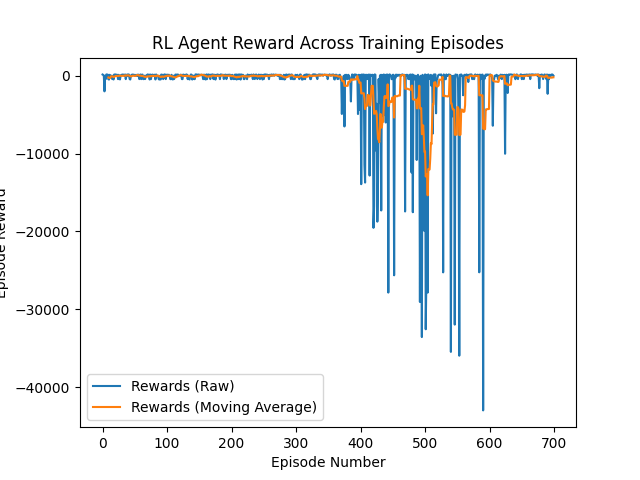 RL Agent Reward Across Training Episodes
Episode Reward
0
−10000
−20000
−30000
−40000
Rewards (Raw)
Rewards (Moving Average)
0 100 200 300 400 500 600 700
Episode Number